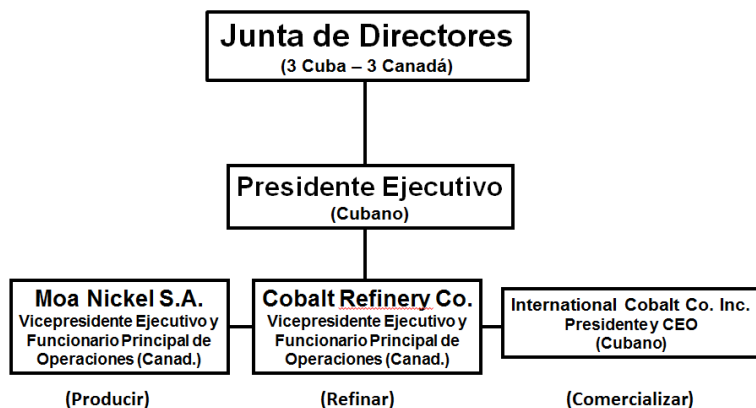 Junta de Directores
(3 Cuba – 3 Canadá)
Presidente Ejecutivo
(Cubano)
Moa Nickel S.A.
Vicepresidente Ejecutivo y
Funcionario Principal de
Operaciones (Canad.)
Cobalt Refinery Co.
Vicepresidente Ejecutivo y
Funcionario Principal de
Operaciones (Canad.)
International Cobalt Co. Inc.
Presidente y CEO
(Cubano)
(Producir)
(Refinar)
(Comercializar)